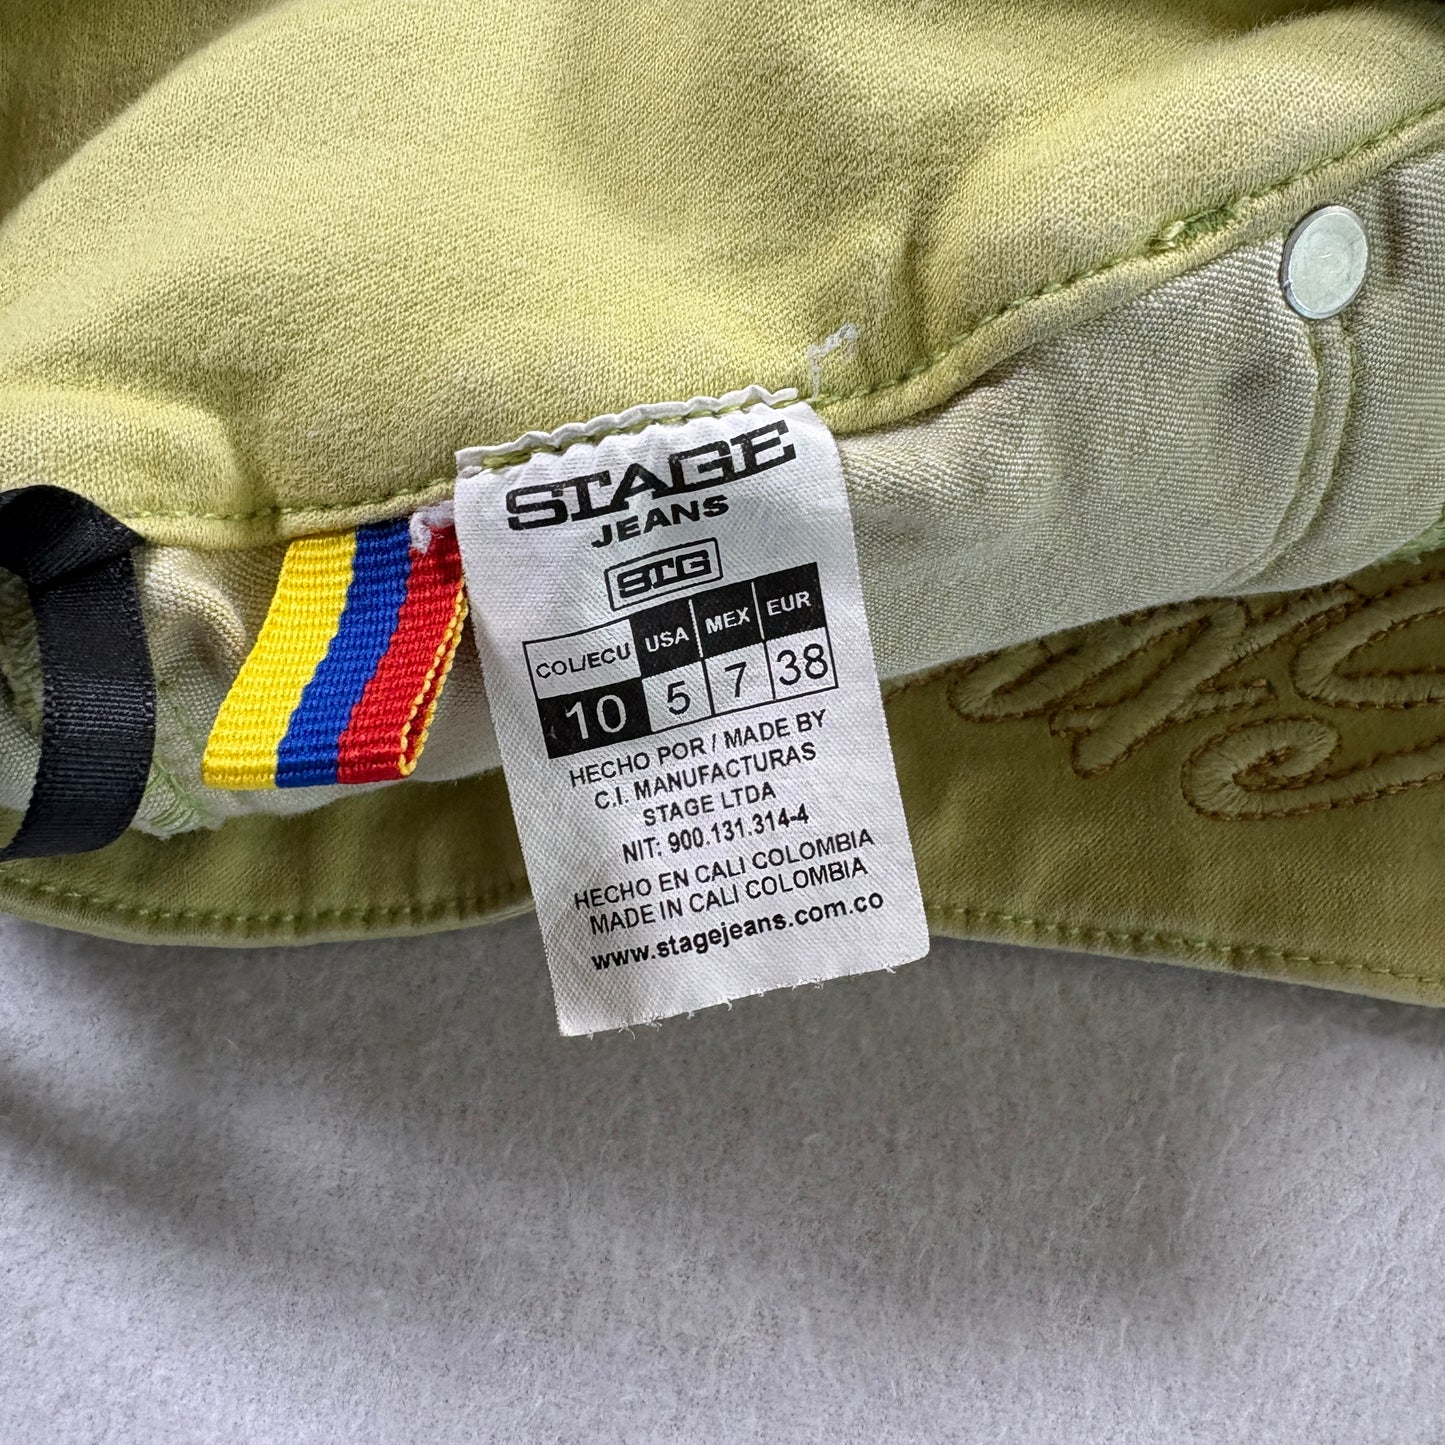 STAGE
JEANS
STG
COL/ECU USA MEX EUR
10 5 7 38
HECHO POR / MADE BY
C.I. MANUFACTURAS
STAGE LTDA
NIT: 900.131.314-4
HECHO EN CALI COLOMBIA
MADE IN CALI COLOMBIA
www.stagejeans.com.co